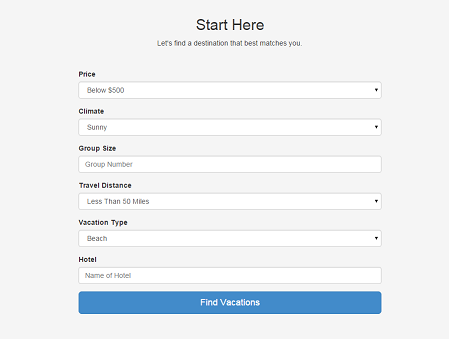 Start Here
Let's find a destination that best matches you.
Price
Below $500
Climate
Sunny
Group Size
Group Number
Travel Distance
Less Than 50 Miles
Vacation Type
Beach
Hotel
Name of Hotel
Find Vacations